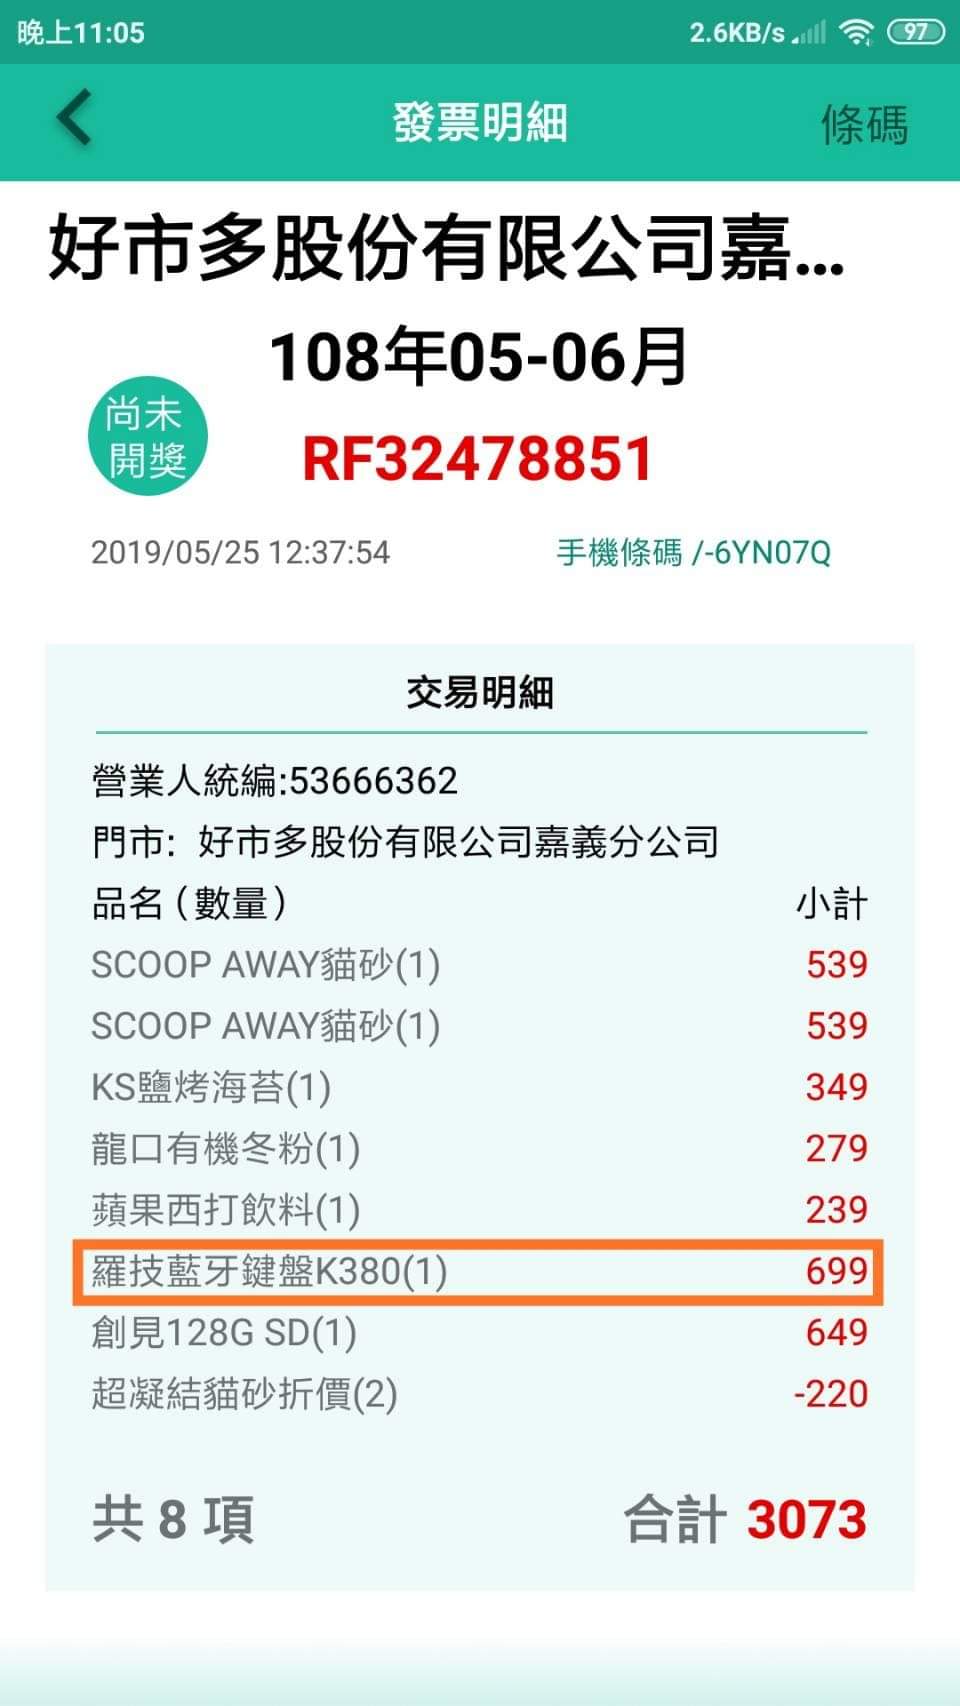 晚上11:05
2.6KB/s
97
發票明細
條碼
好市多股份有限公司嘉...
108年05-06月
尚未
開獎
RF32478851
2019/05/25 12:37:54
手機條碼 /-6YN07Q
交易明細
營業人統編:53666362
門市: 好市多股份有限公司嘉義分公司
品名(數量) 小計
SCOOP AWAY貓砂(1) 539
SCOOP AWAY貓砂(1) 539
KS鹽烤海苔(1) 349
龍口有機冬粉(1) 279
蘋果西打飲料(1) 239
羅技藍牙鍵盤K380(1) 699
創見128G SD(1) 649
超凝結貓砂折價(2) -220
共 8 項 合計 3073